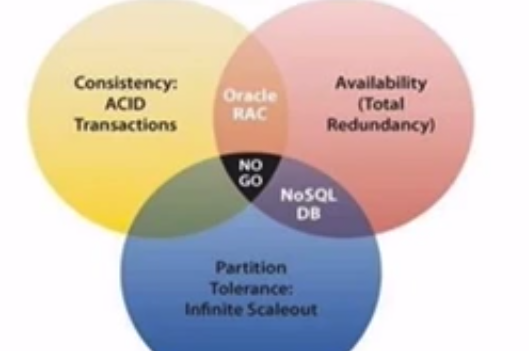 Consistency:
ACID
Transactions
Oracle
RAC
Availability
(Total
Redundancy)
NO
GO
NoSQL
DB
Partition
Tolerance:
Infinite Scaleout